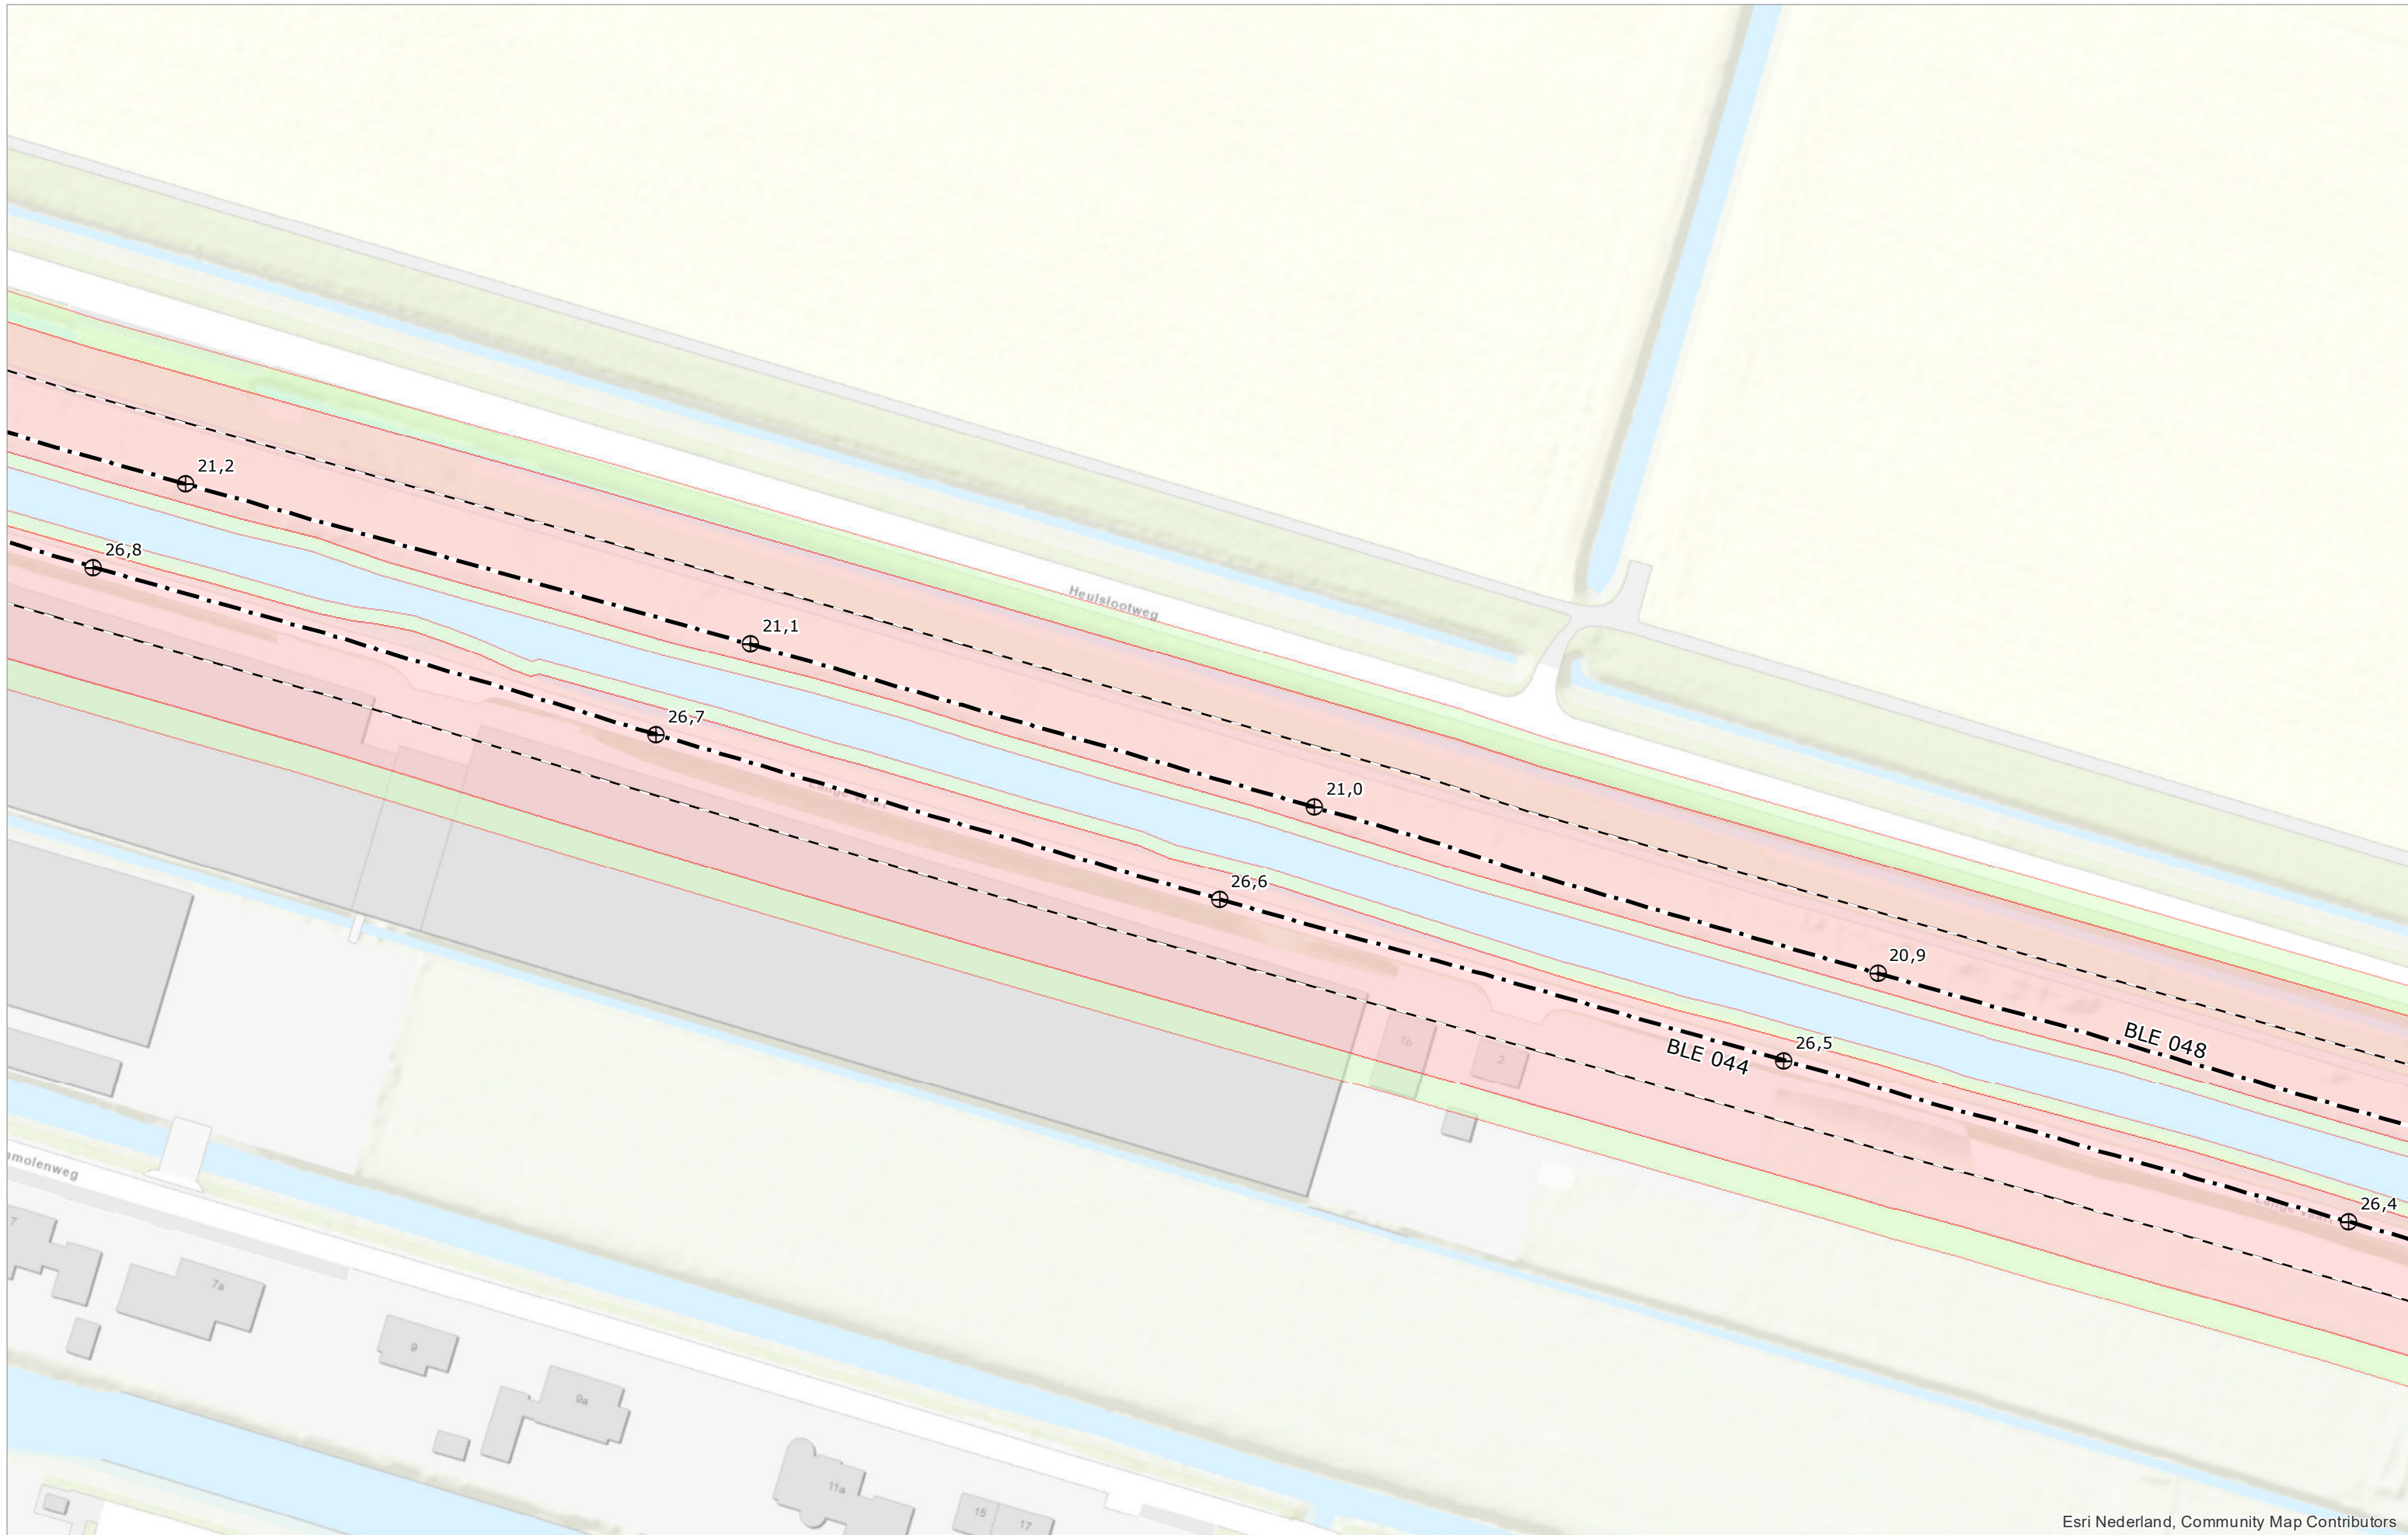 21,2
26,8
Heulslootweg
21,1
26,7
21,0
26,6
20,9
BLE 048
26,5
BLE 044
1b
2
26,4
7
7a
9
9a
11a
15
17
Esri Nederland, Community Map Contributors